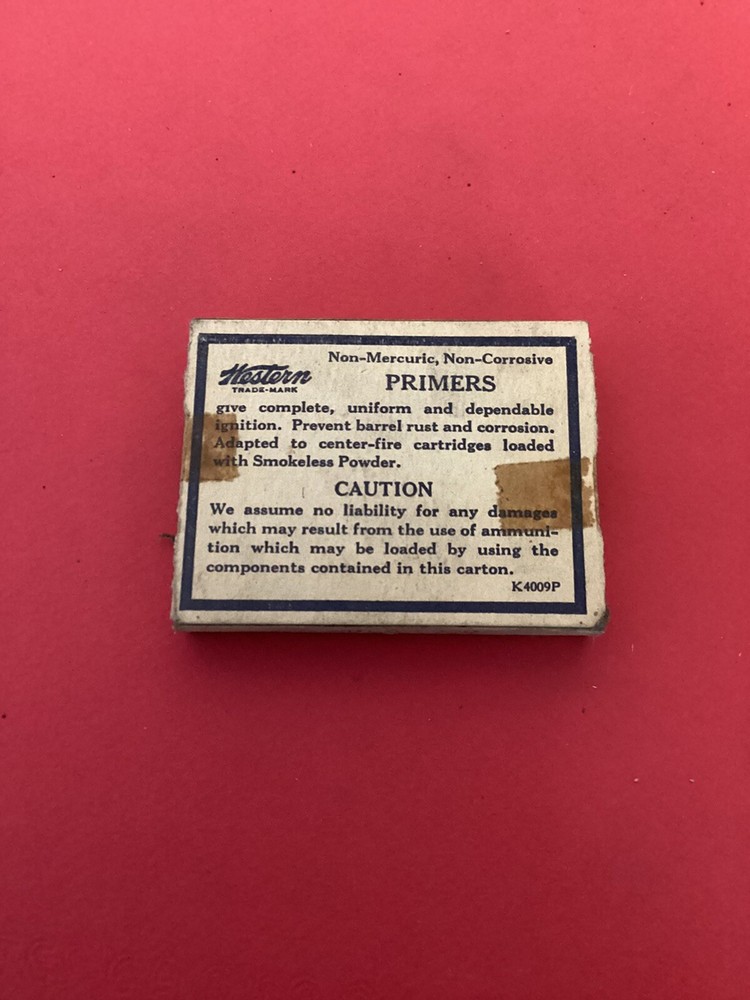 Non-Mercuric, Non-Corrosive
Western
TRADE-MARK
PRIMERS
give complete, uniform and dependable
ignition. Prevent barrel rust and corrosion.
Adapted to center-fire cartridges loaded
with Smokeless Powder.
CAUTION
We assume no liability for any damages
which may result from the use of ammuni-
tion which may be loaded by using the
components contained in this carton.
K4009P